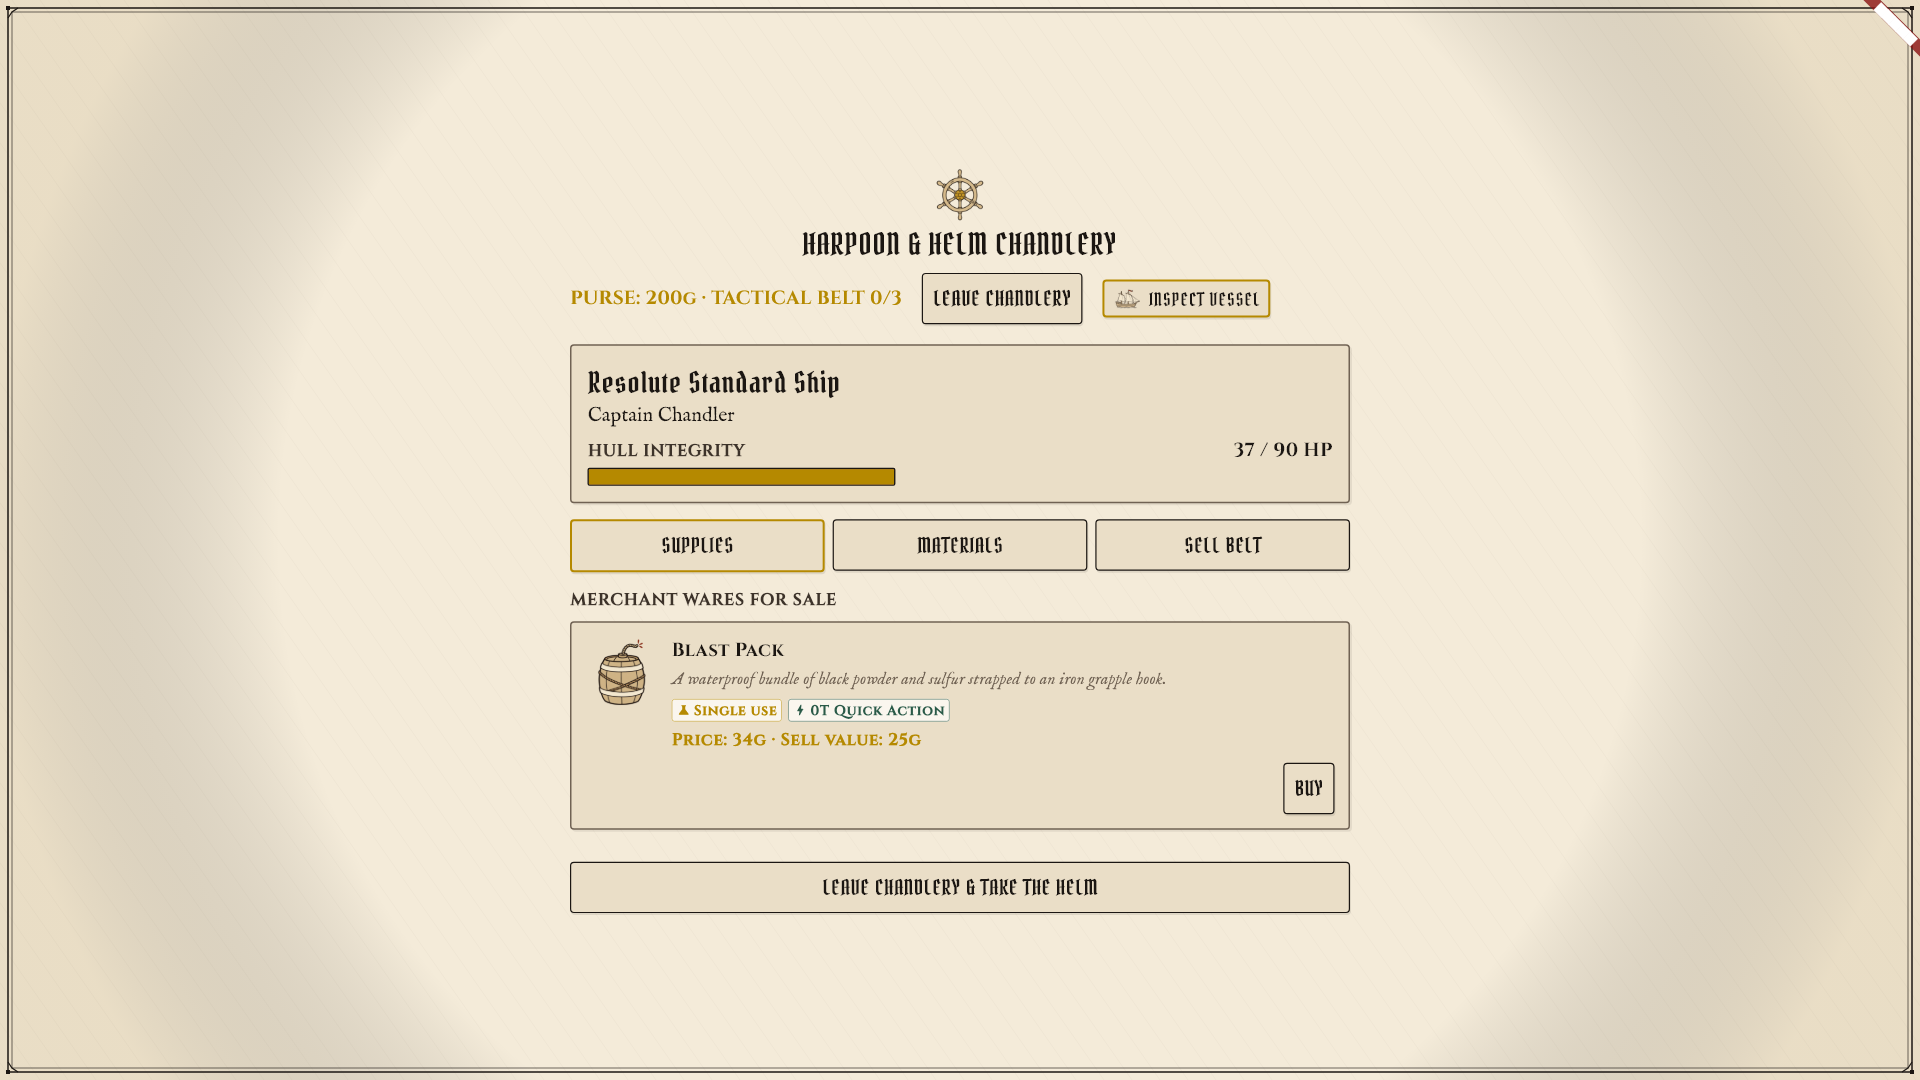 HARPOON & HELM CHANDLERY
PURSE: 200G · TACTICAL BELT 0/3
LEAVE CHANDLERY
INSPECT VESSEL
Resolute Standard Ship
Captain Chandler
HULL INTEGRITY
37 / 90 HP
SUPPLIES
MATERIALS
SELL BELT
MERCHANT WARES FOR SALE
BLAST PACK
A waterproof bundle of black powder and sulfur strapped to an iron grapple hook.
SINGLE USE
0T QUICK ACTION
PRICE: 34G · SELL VALUE: 25G
BUY
LEAVE CHANDLERY & TAKE THE HELM